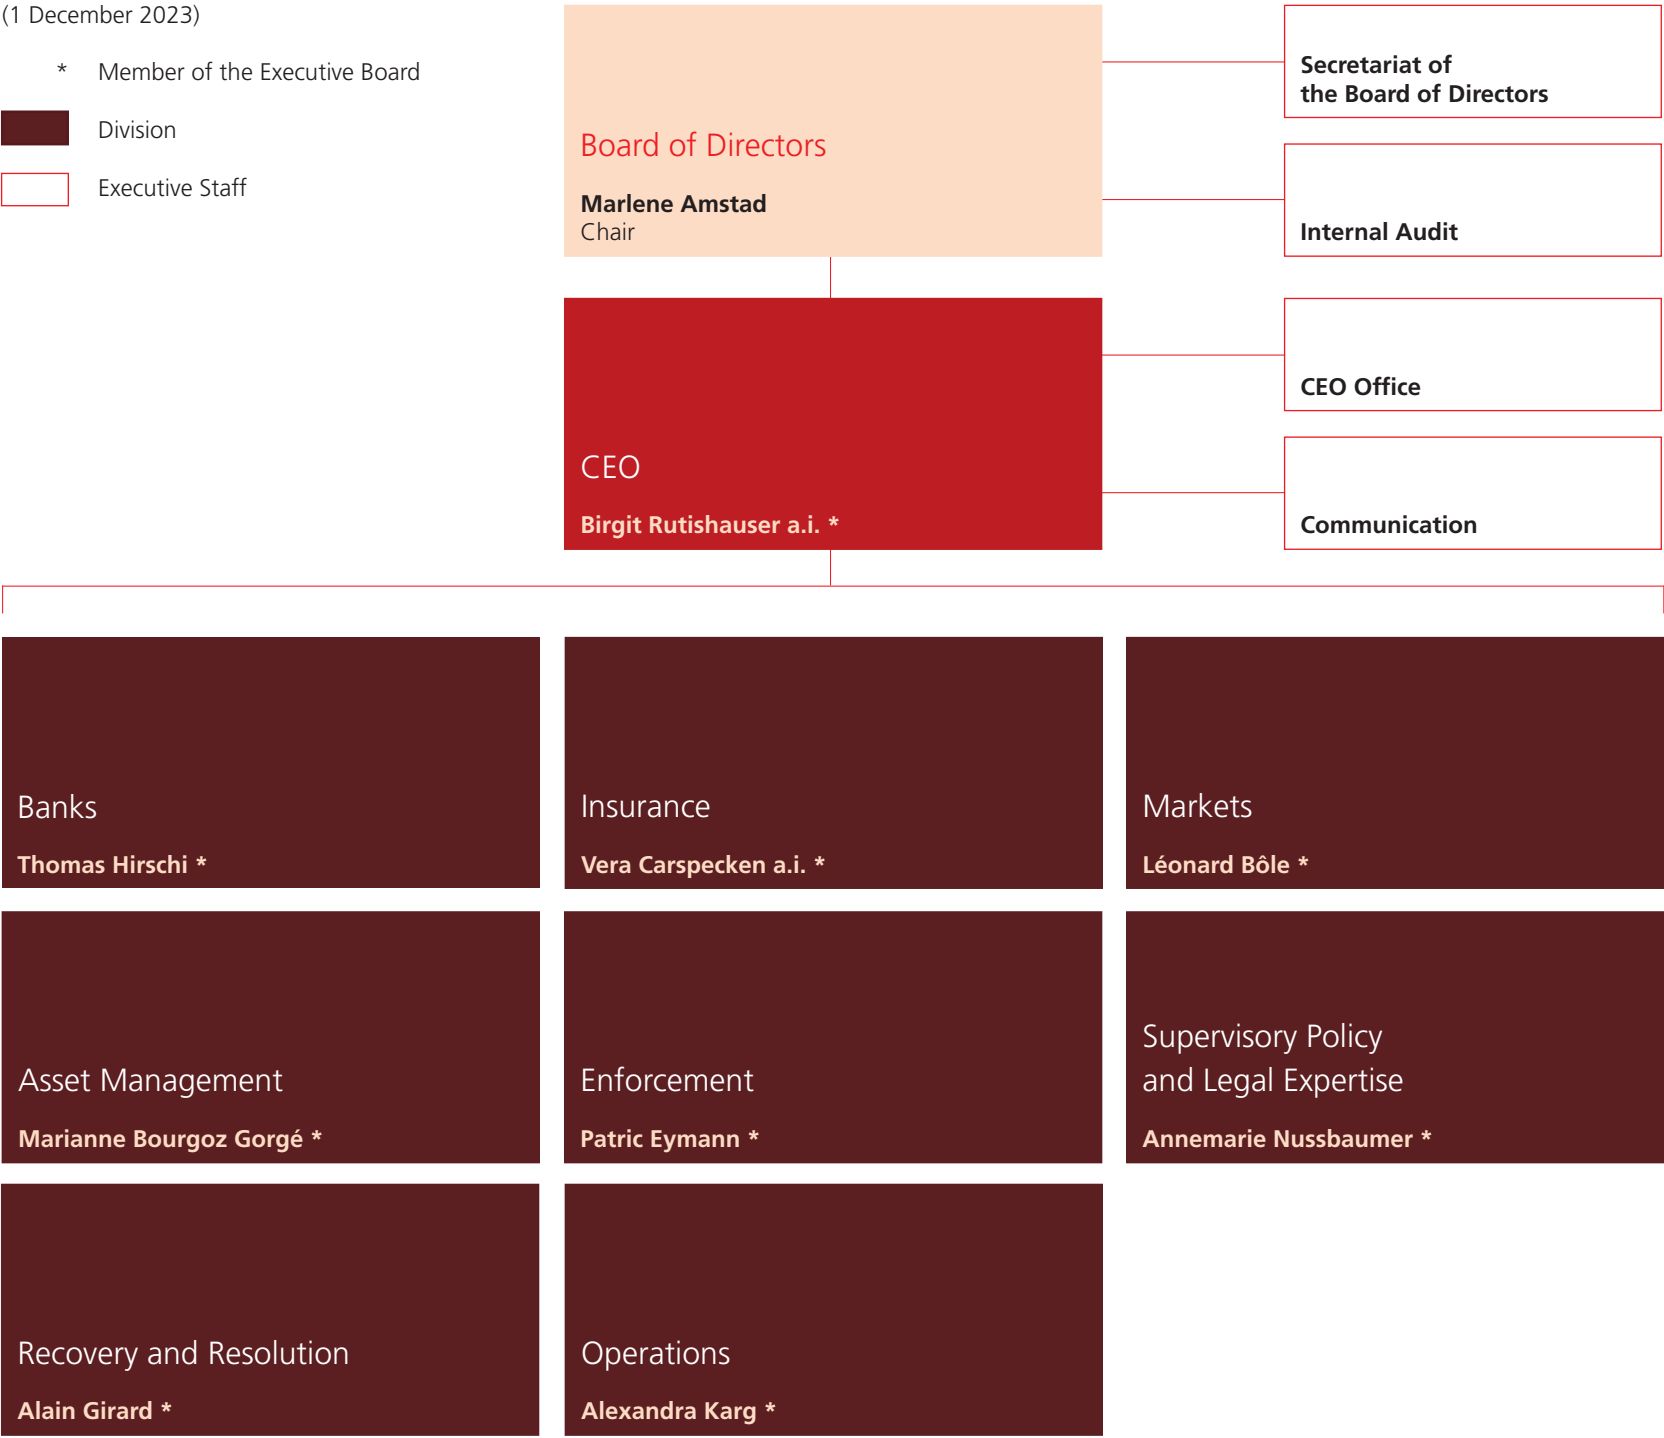 (1 December 2023)
* Member of the Executive Board
Division
Executive Staff
Board of Directors
Marlene Amstad
Chair
Secretariat of
the Board of Directors
Internal Audit
CEO
Birgit Rutishauser a.i. *
CEO Office
Communication
Banks
Thomas Hirschi *
Insurance
Vera Carspecken a.i. *
Markets
Léonard Bôle *
Asset Management
Marianne Bourgoz Gorgé *
Enforcement
Patric Eymann *
Supervisory Policy
and Legal Expertise
Annemarie Nussbaumer *
Recovery and Resolution
Alain Girard *
Operations
Alexandra Karg *